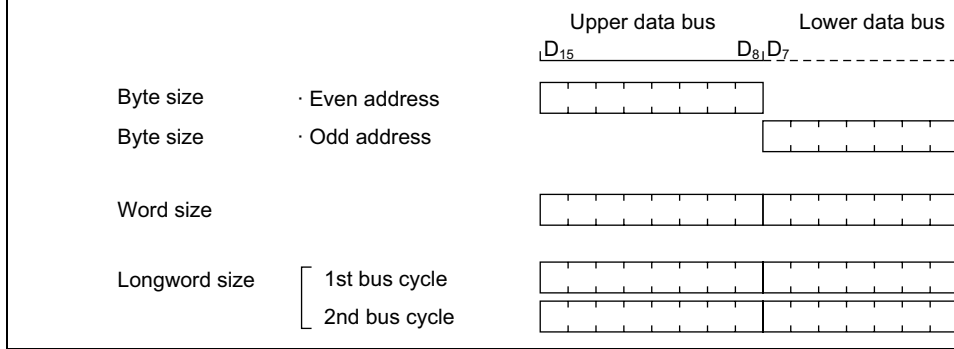 Upper data bus Lower data bus
D15 D8 D7
Byte size · Even address
Byte size · Odd address
Word size
Longword size 1st bus cycle
2nd bus cycle